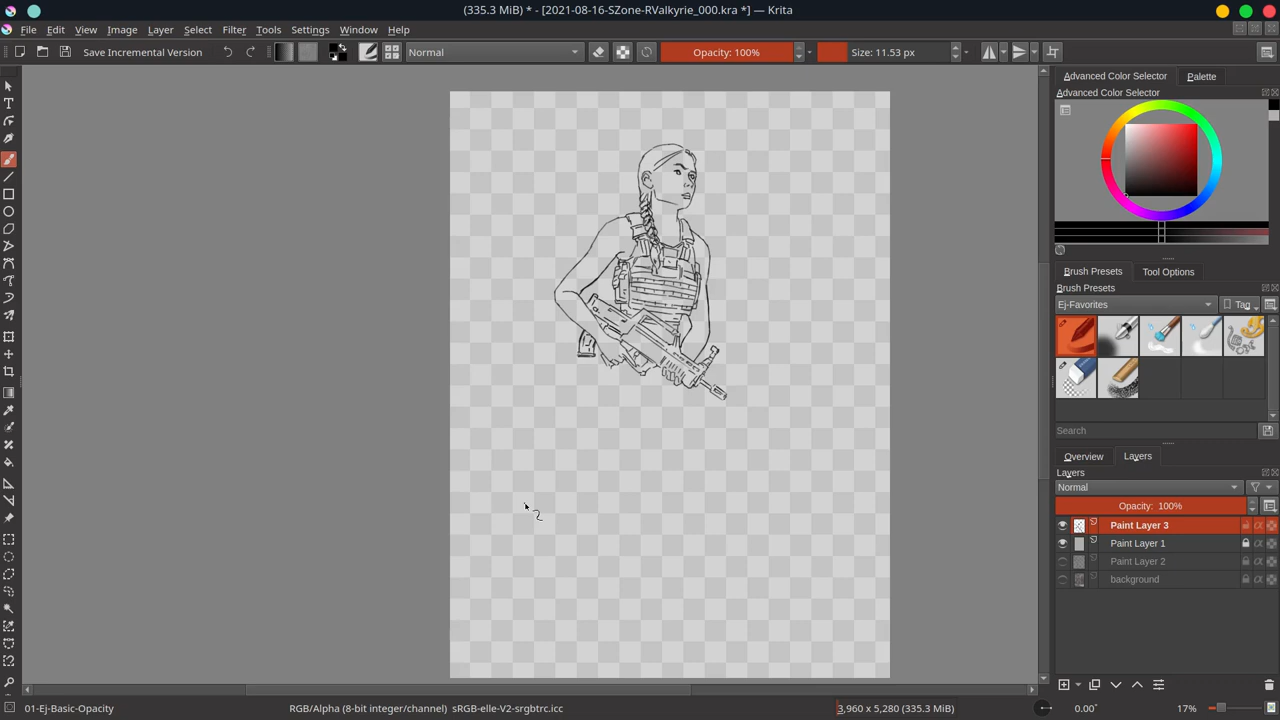 (335.3 MiB) * - [2021-08-16-SZone-RValkyrie_000.kra *] — Krita
File Edit View Image Layer Select Filter Tools Settings Window Help
Save Incremental Version Normal Opacity: 100% Size: 11.53 px
Advanced Color Selector Palette
Advanced Color Selector
Brush Presets Tool Options
Brush Presets
Ej-Favorites Tag
Search
Overview Layers
Layers
Normal
Opacity: 100%
Paint Layer 3
Paint Layer 1
Paint Layer 2
background
01-Ej-Basic-Opacity RGB/Alpha (8-bit integer/channel) sRGB-elle-V2-srgbtrc.icc 3,960 x 5,280 (335.3 MiB) 0.00° 17%